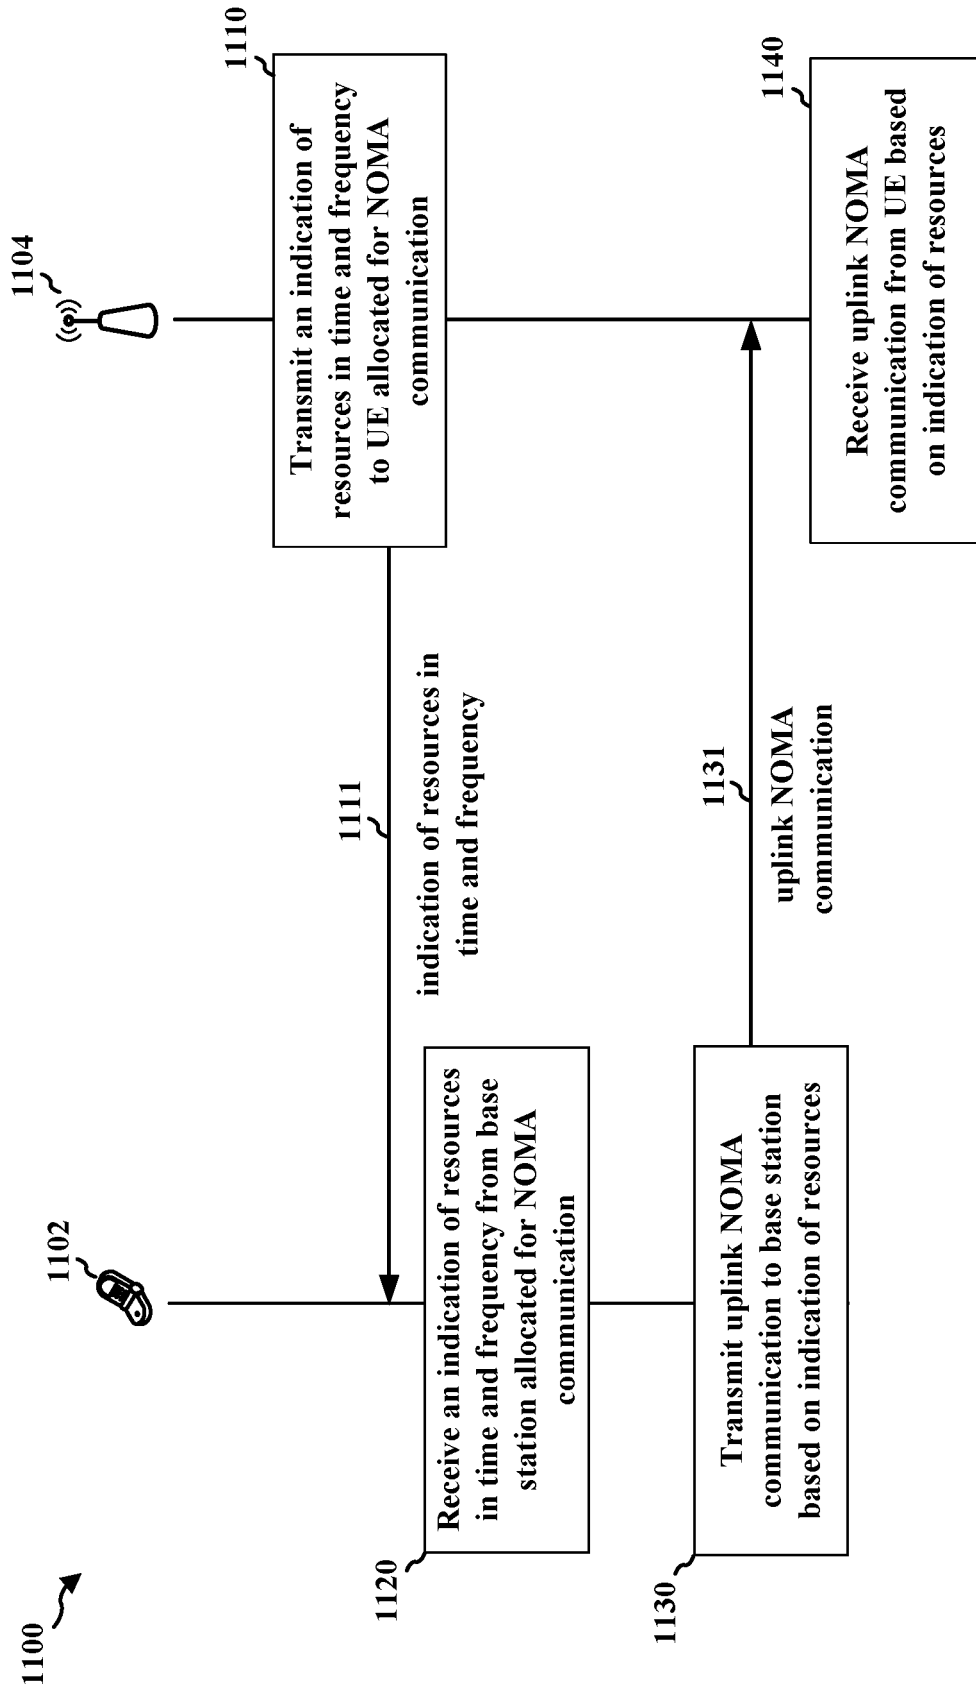 1100
1102
1104
1110
Transmit an indication of
resources in time and frequency
to UE allocated for NOMA
communication
1111
indication of resources in
time and frequency
1120
Receive an indication of resources
in time and frequency from base
station allocated for NOMA
communication
1130
Transmit uplink NOMA
communication to base station
based on indication of resources
1131
uplink NOMA
communication
1140
Receive uplink NOMA
communication from UE based
on indication of resources